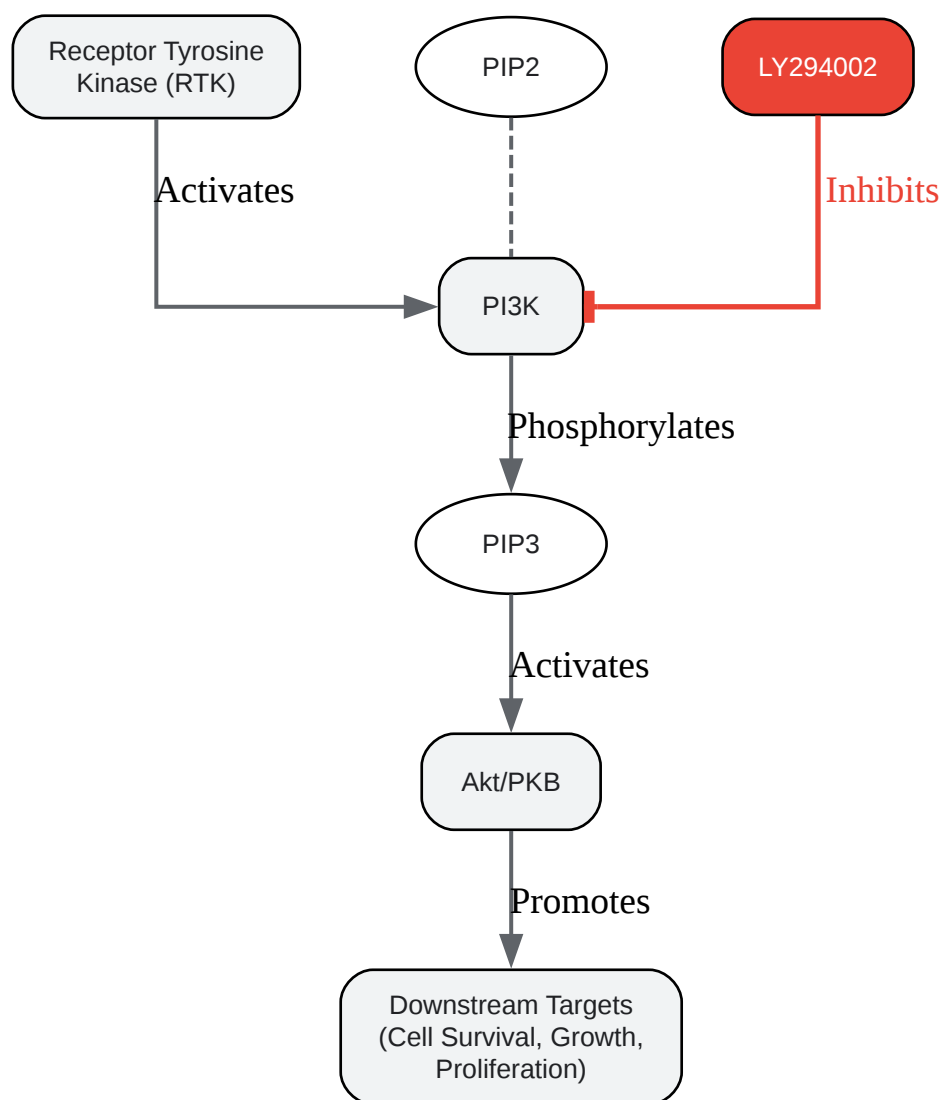 Receptor Tyrosine
Kinase (RTK)
PIP2
LY294002
Activates
Inhibits
PI3K
Phosphorylates
PIP3
Activates
Akt/PKB
Promotes
Downstream Targets
(Cell Survival, Growth,
Proliferation)